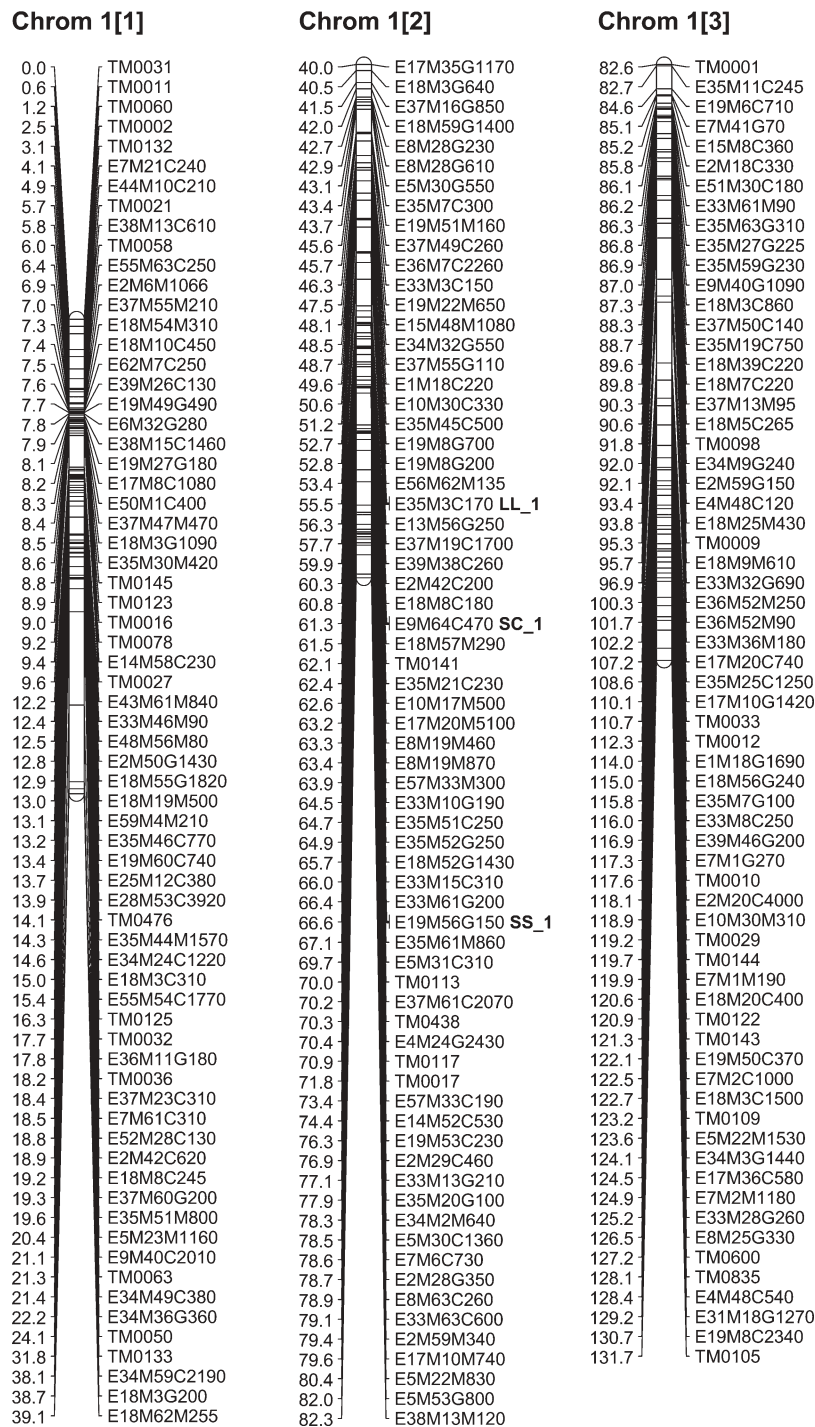 Chrom 1[1]
0.0 TM0031
0.6 TM0011
1.2 TM0060
2.5 TM0002
3.1 TM0132
4.1 E7M21C240
4.9 E44M10C210
5.7 TM0021
5.8 E38M13C610
6.0 TM0058
6.4 E55M63C250
6.9 E2M6M1066
7.0 E37M55M210
7.3 E18M54M310
7.4 E18M10C450
7.5 E62M7C250
7.6 E39M26C130
7.7 E19M49G490
7.8 E6M32G280
7.9 E38M15C1460
8.1 E19M27G180
8.2 E17M8C1080
8.3 E50M1C400
8.4 E37M47M470
8.5 E18M3G1090
8.6 E35M30M420
8.8 TM0145
8.9 TM0123
9.0 TM0016
9.2 TM0078
9.4 E14M58C230
9.6 TM0027
12.2 E43M61M840
12.4 E33M46M90
12.5 E48M56M80
12.8 E2M50G1430
12.9 E18M55G1820
13.0 E18M19M500
13.1 E59M4M210
13.2 E35M46C770
13.4 E19M60C740
13.7 E25M12C380
13.9 E28M53C3920
14.1 TM0476
14.3 E35M44M1570
14.6 E34M24C1220
15.0 E18M3C310
15.4 E55M54C1770
16.3 TM0125
17.7 TM0032
17.8 E36M11G180
18.2 TM0036
18.4 E37M23C310
18.5 E7M61C310
18.8 E52M28C130
18.9 E2M42C620
19.2 E18M8C245
19.3 E37M60G200
19.6 E35M51M800
20.4 E5M23M1160
21.1 E9M40C2010
21.3 TM0063
21.4 E34M49C380
22.2 E34M36G360
24.1 TM0050
31.8 TM0133
38.1 E34M59C2190
38.7 E18M3G200
39.1 E18M62M255
Chrom 1[2]
40.0 E17M35G1170
40.5 E18M3G640
41.5 E37M16G850
42.0 E18M59G1400
42.7 E8M28G230
42.9 E8M28G610
43.1 E5M30G550
43.4 E35M7C300
43.7 E19M51M160
45.6 E37M49C260
45.7 E36M7C2260
46.3 E33M3C150
47.5 E19M22M650
48.1 E15M48M1080
48.5 E34M32G550
48.7 E37M55G110
49.6 E1M18C220
50.6 E10M30C330
51.2 E35M45C500
52.7 E19M8G700
52.8 E19M8G200
53.4 E56M62M135
55.5 E35M3C170 LL_1
56.3 E13M56G250
57.7 E37M19C1700
59.9 E39M38C260
60.3 E2M42C200
60.8 E18M8C180
61.3 E9M64C470 SC_1
61.5 E18M57M290
62.1 TM0141
62.4 E35M21C230
62.6 E10M17M500
63.2 E17M20M5100
63.3 E8M19M460
63.4 E8M19M870
63.9 E57M33M300
64.5 E33M10G190
64.7 E35M51C250
64.9 E35M52G250
65.7 E18M52G1430
66.0 E33M15C310
66.4 E33M61G200
66.6 E19M56G150 SS_1
67.1 E35M61M860
69.7 E5M31C310
70.0 TM0113
70.2 E37M61C2070
70.3 TM0438
70.4 E4M24G2430
70.9 TM0117
71.8 TM0017
73.4 E57M33C190
74.4 E14M52C530
76.3 E19M53C230
76.9 E2M29C460
77.1 E33M13G210
77.9 E35M20G100
78.3 E34M2M640
78.5 E5M30C1360
78.6 E7M6C730
78.7 E2M28G350
78.9 E8M63C260
79.1 E33M63C600
79.4 E2M59M340
79.6 E17M10M740
80.4 E5M22M830
82.0 E5M53G800
82.3 E38M13M120
Chrom 1[3]
82.6 TM0001
82.7 E35M11C245
84.6 E19M6C710
85.1 E7M41G70
85.2 E15M8C360
85.8 E2M18C330
86.1 E51M30C180
86.2 E33M61M90
86.3 E35M63G310
86.8 E35M27G225
86.9 E35M59G230
87.0 E9M40G1090
87.3 E18M3C860
88.3 E37M50C140
88.7 E35M19C750
89.6 E18M39C220
89.8 E18M7C220
90.3 E37M13M95
90.6 E18M5C265
91.8 TM0098
92.0 E34M9G240
92.1 E2M59G150
93.4 E4M48C120
93.8 E18M25M430
95.3 TM0009
95.7 E18M9M610
96.9 E33M32G690
100.3 E36M52M250
101.7 E36M52M90
102.2 E33M36M180
107.2 E17M20C740
108.6 E35M25C1250
110.1 E17M10G1420
110.7 TM0033
112.3 TM0012
114.0 E1M18G1690
115.0 E18M56G240
115.8 E35M7G100
116.0 E33M8C250
116.9 E39M46G200
117.3 E7M1G270
117.6 TM0010
118.1 E2M20C4000
118.9 E10M30M310
119.2 TM0029
119.7 TM0144
119.9 E7M1M190
120.6 E18M20C400
120.9 TM0122
121.3 TM0143
122.1 E19M50C370
122.5 E7M2C1000
122.7 E18M3C1500
123.2 TM0109
123.6 E5M22M1530
124.1 E34M3G1440
124.5 E17M36C580
124.9 E7M2M1180
125.2 E33M28G260
126.5 E8M25G330
127.2 TM0600
128.1 TM0835
128.4 E4M48C540
129.2 E31M18G1270
130.7 E19M8C2340
131.7 TM0105